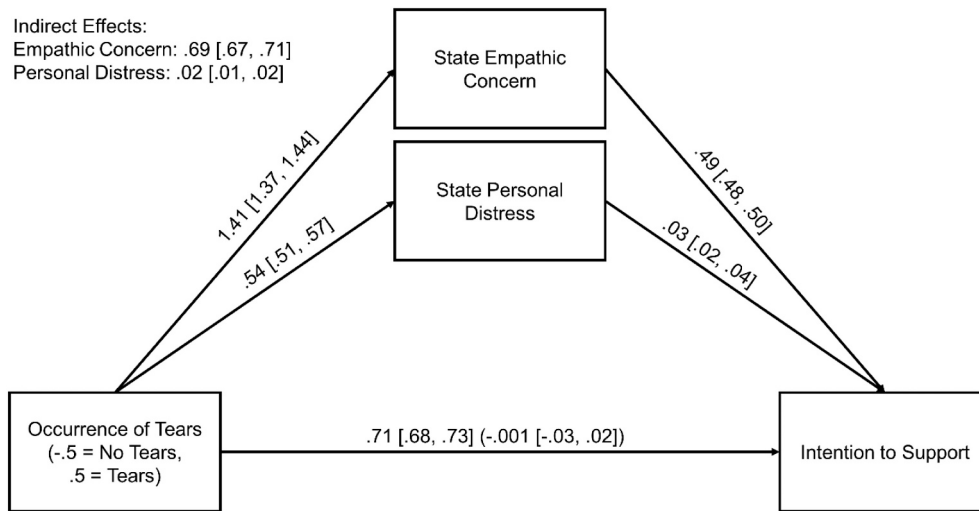 Indirect Effects:
Empathic Concern: .69 [.67, .71]
Personal Distress: .02 [.01, .02]
State Empathic
Concern
State Personal
Distress
1.41 [1.37, 1.44]
.54 [.51, .57]
.49 [.48, .50]
.03 [.02, .04]
Occurrence of Tears
(-.5 = No Tears,
.5 = Tears)
.71 [.68, .73] (-.001 [-.03, .02])
Intention to Support